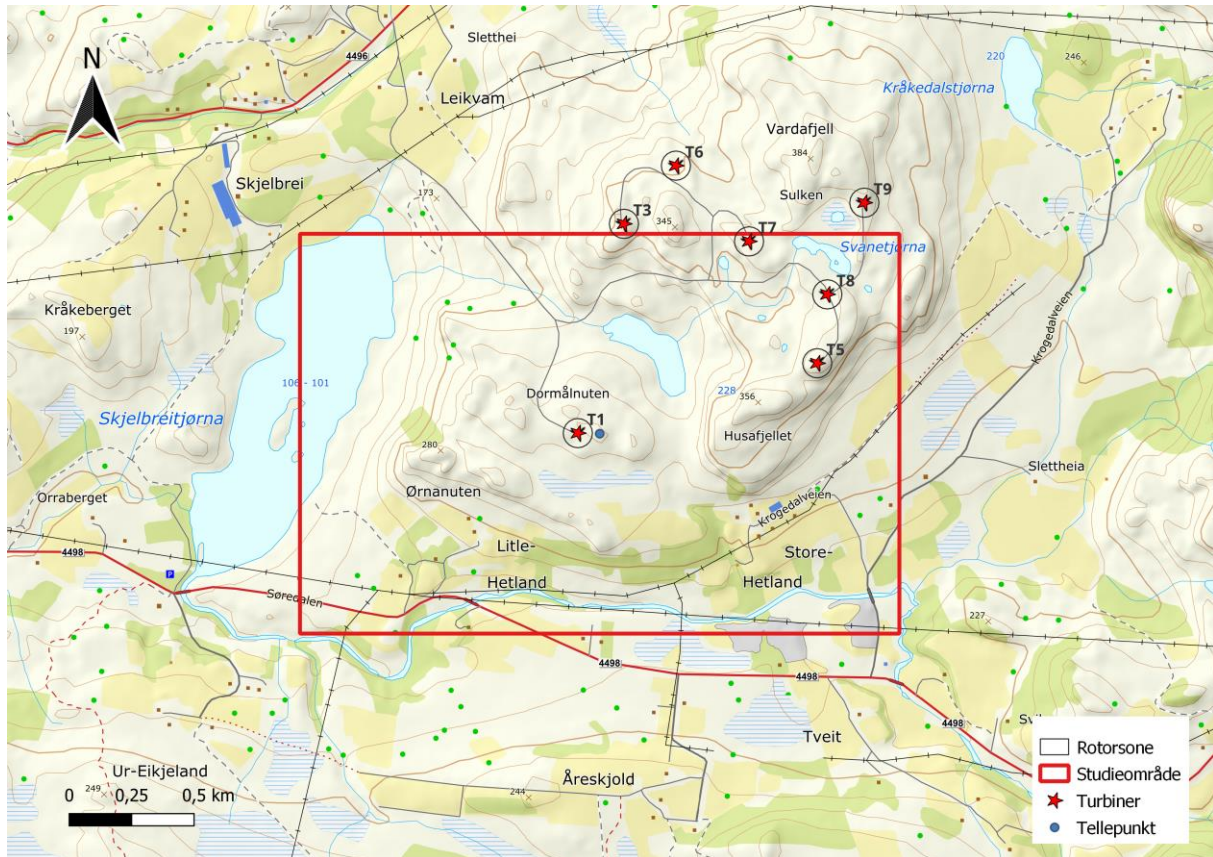 Sletthei
4496
220
246
N
Leikvam
Kråkedalstjørna
Vardafjell
T6
384
Skjelbrei
173
Sulken
T9
T3
345
T7
Svanetjørna
T8
Kråkeberget
197
Krogedalveien
T5
106 - 101
Dormålnuten
228
356
Skjelbreitjørna
T1
Husafjellet
280
Slettheia
Ørnanuten
Orraberget
Krogedalveien
Litle-
Store-
4498
P
Hetland
Hetland
Søredalen
227
4498
4498
4498
Tveit
Ur-Eikjeland
Åreskjold
249
244
0 0,25 0,5 km
Rotorsone
Studieområde
Turbiner
Tellepunkt